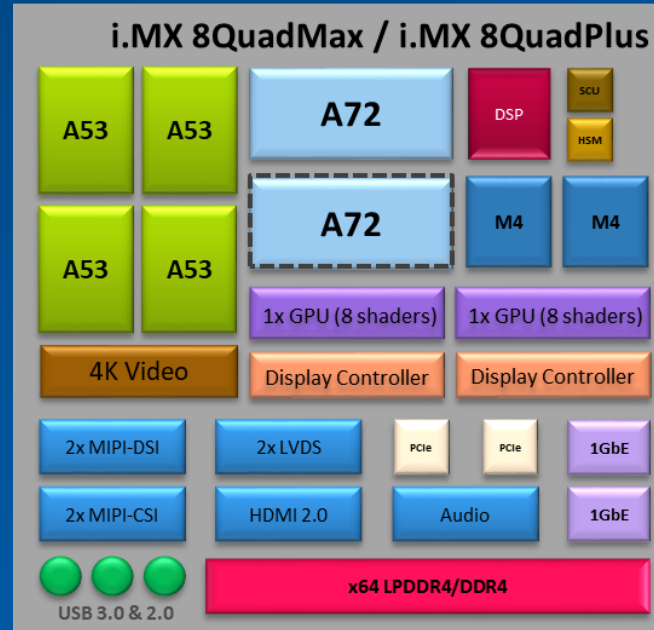 i.MX 8QuadMax / i.MX 8QuadPlus
A53
A53
A72
DSP
SCU
HSM
A53
A53
A72
M4
M4
1x GPU (8 shaders)
1x GPU (8 shaders)
4K Video
Display Controller
Display Controller
2x MIPI-DSI
2x LVDS
PCIe
PCIe
1GbE
2x MIPI-CSI
HDMI 2.0
Audio
1GbE
USB 3.0 & 2.0
x64 LPDDR4/DDR4